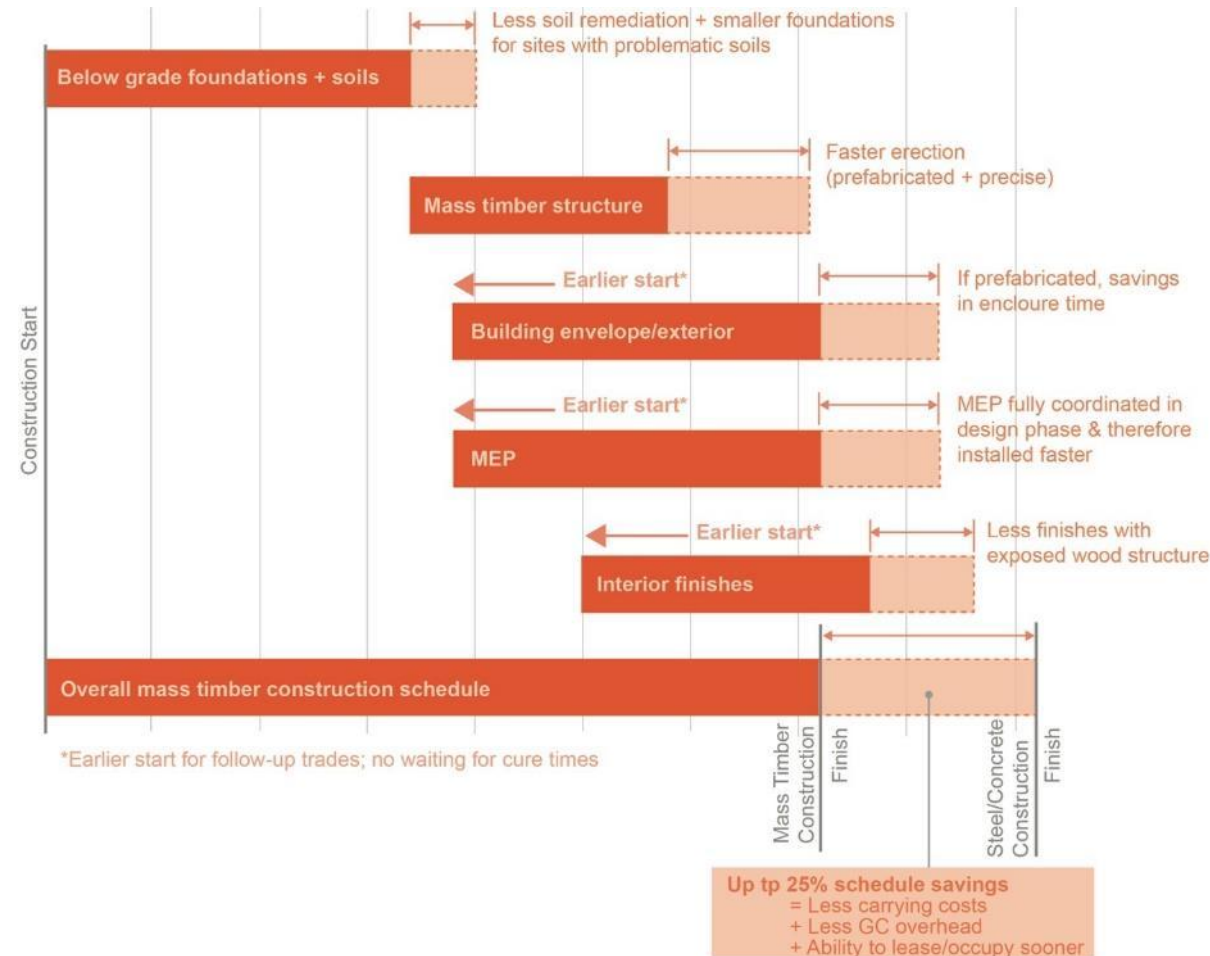 Less soil remediation + smaller foundations
for sites with problematic soils
Below grade foundations + soils
Faster erection
(prefabricated + precise)
Mass timber structure
Earlier start*
If prefabricated, savings
in encloure time
Building envelope/exterior
Earlier start*
MEP fully coordinated in
design phase & therefore
installed faster
MEP
Earlier start*
Less finishes with
exposed wood structure
Interior finishes
Construction Start
Overall mass timber construction schedule
*Earlier start for follow-up trades; no waiting for cure times
Mass Timber
Construction
Finish
Steel/Concrete
Construction
Finish
Up tp 25% schedule savings
= Less carrying costs
+ Less GC overhead
+ Ability to lease/occupy sooner